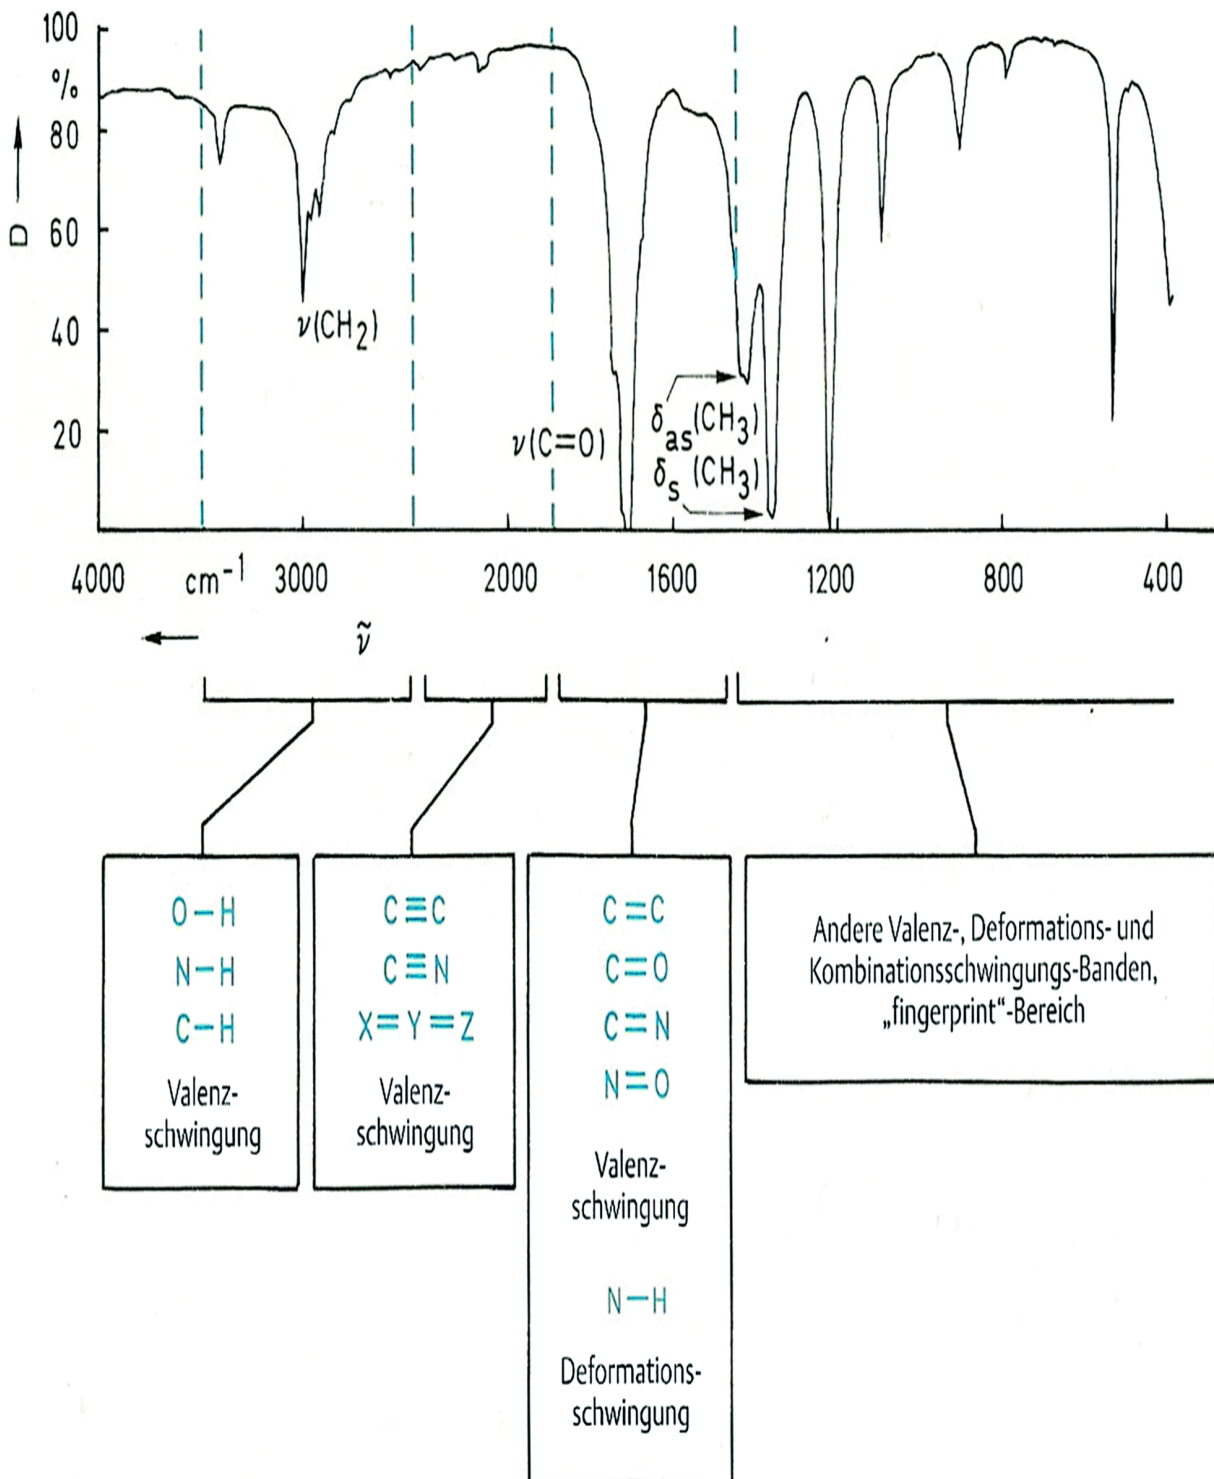 100
%
80
60
40
20
D
ν(CH₂)
ν(C=O)
δas(CH₃)
δs (CH₃)
4000 cm⁻¹ 3000 2000 1600 1200 800 400
ν̃
O–H
N–H
C–H
Valenz-
schwingung
C≡C
C≡N
X=Y=Z
Valenz-
schwingung
C=C
C=O
C=N
N=O
Valenz-
schwingung
N–H
Deformations-
schwingung
Andere Valenz-, Deformations- und
Kombinationsschwingungs-Banden,
„fingerprint“-Bereich